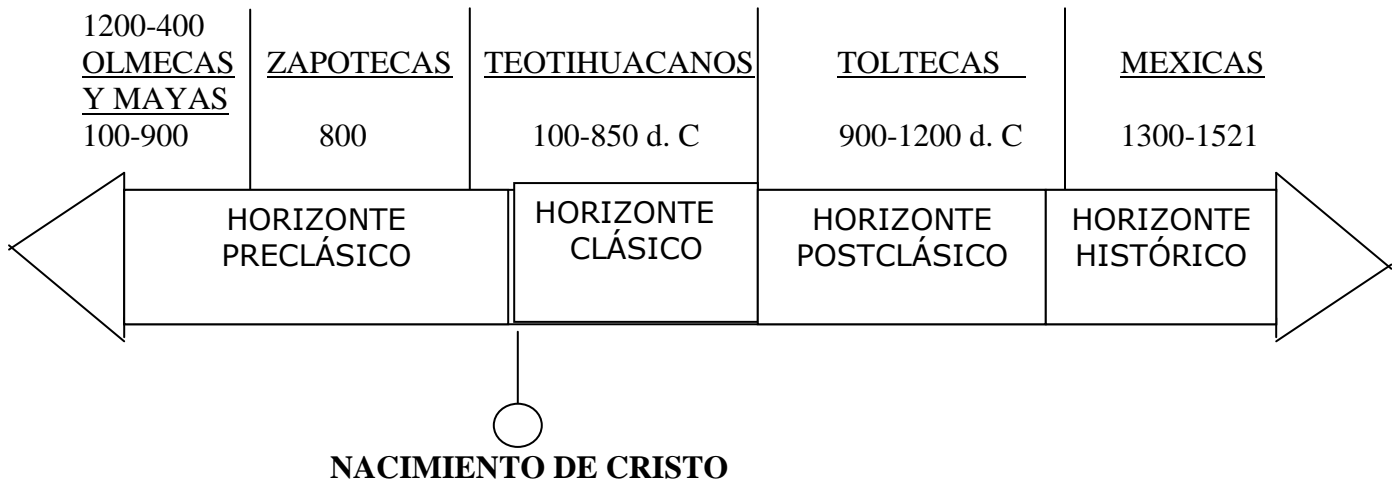 1200-400
OLMECAS
Y MAYAS
100-900
ZAPOTECAS
800
TEOTIHUACANOS
100-850 d. C
TOLTECAS
900-1200 d. C
MEXICAS
1300-1521
HORIZONTE
PRECLÁSICO
HORIZONTE
CLÁSICO
HORIZONTE
POSTCLÁSICO
HORIZONTE
HISTÓRICO
NACIMIENTO DE CRISTO